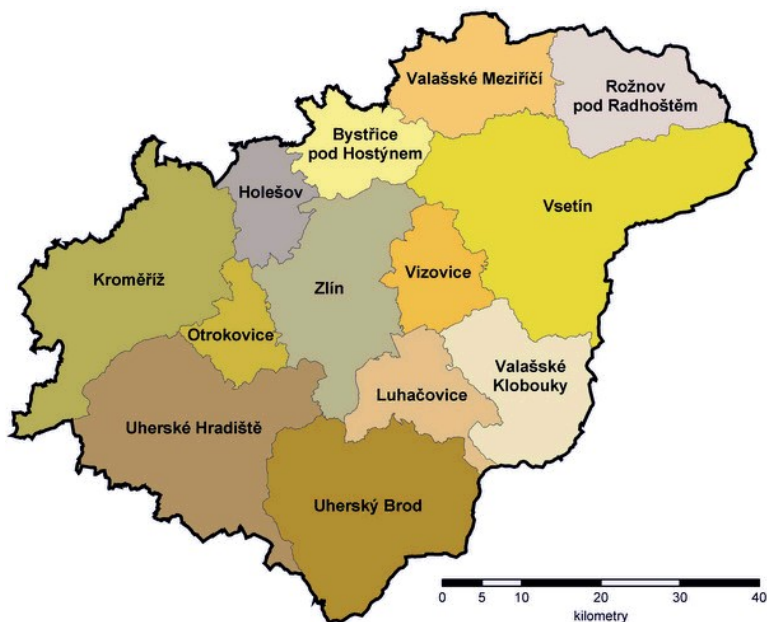 Valašské Meziříčí
Rožnov
pod Radhoštěm
Bystřice
pod Hostýnem
Holešov
Vsetín
Kroměříž
Zlín
Vizovice
Otrokovice
Valašské
Klobouky
Luhačovice
Uherské Hradiště
Uherský Brod
0 5 10 20 30 40
kilometry